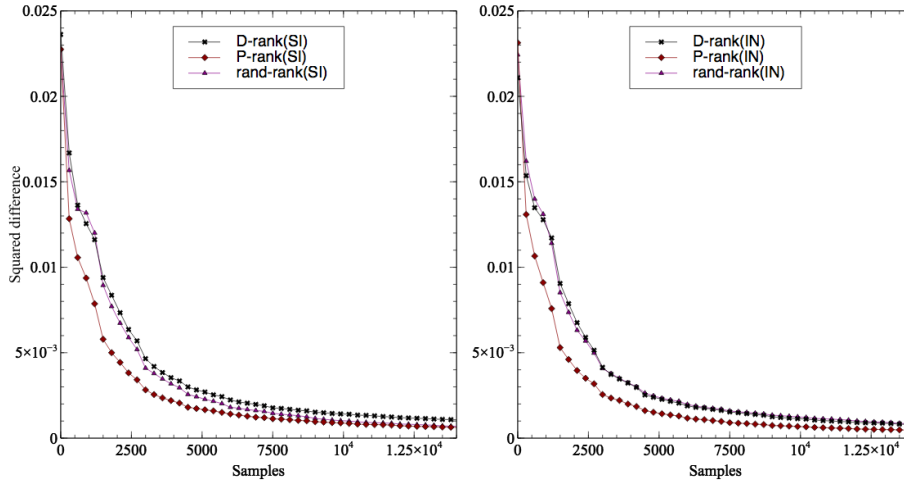 0.025
0.02
0.015
0.01
5×10⁻³
0
Squared difference
D-rank(SI)
P-rank(SI)
rand-rank(SI)
0 2500 5000 7500 10⁴ 1.25×10⁴
Samples
0.025
0.02
0.015
0.01
5×10⁻³
0
D-rank(IN)
P-rank(IN)
rand-rank(IN)
0 2500 5000 7500 10⁴ 1.25×10⁴
Samples